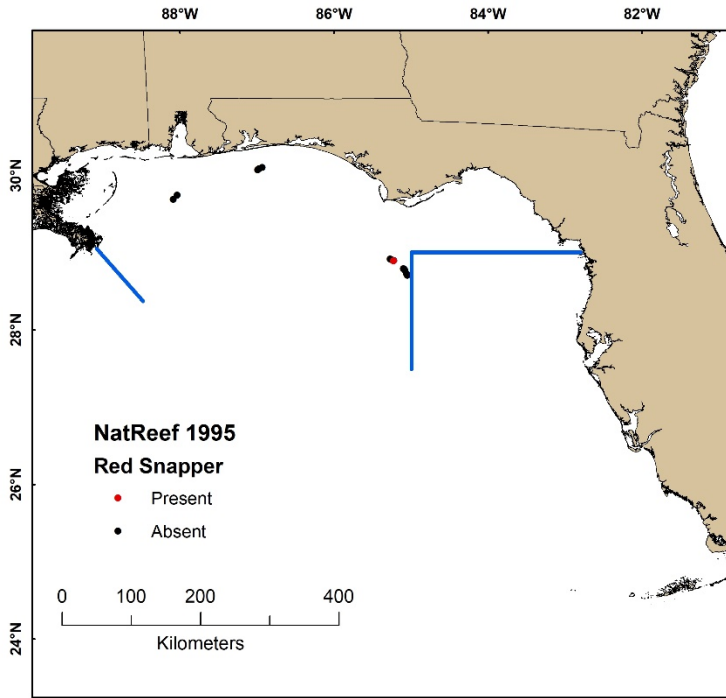 88°W 86°W 84°W 82°W
30°N
28°N
26°N
24°N
NatReef 1995
Red Snapper
Present
Absent
0 100 200 400
Kilometers